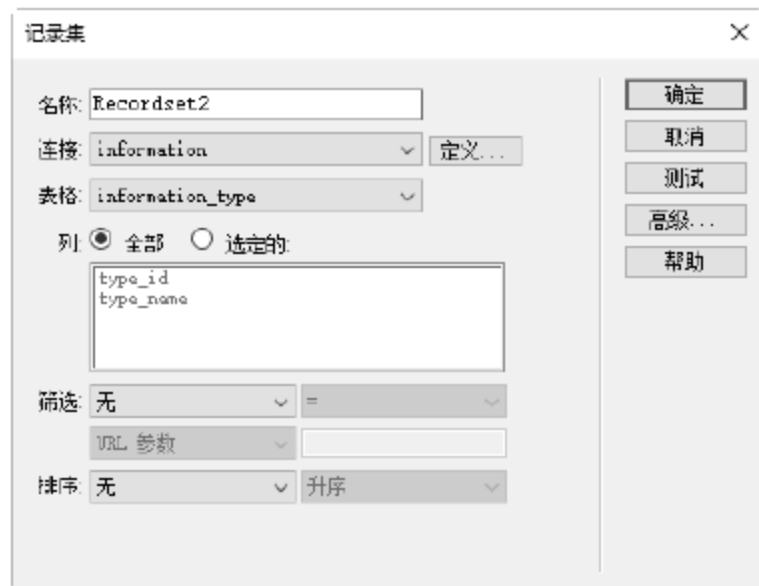 记录集
名称: Recordset2
连接: information 定义...
表格: information_type
列: 全部 选定的:
type_id
type_name
筛选: 无 =
URL 参数
排序: 无 升序
确定
取消
测试
高级...
帮助